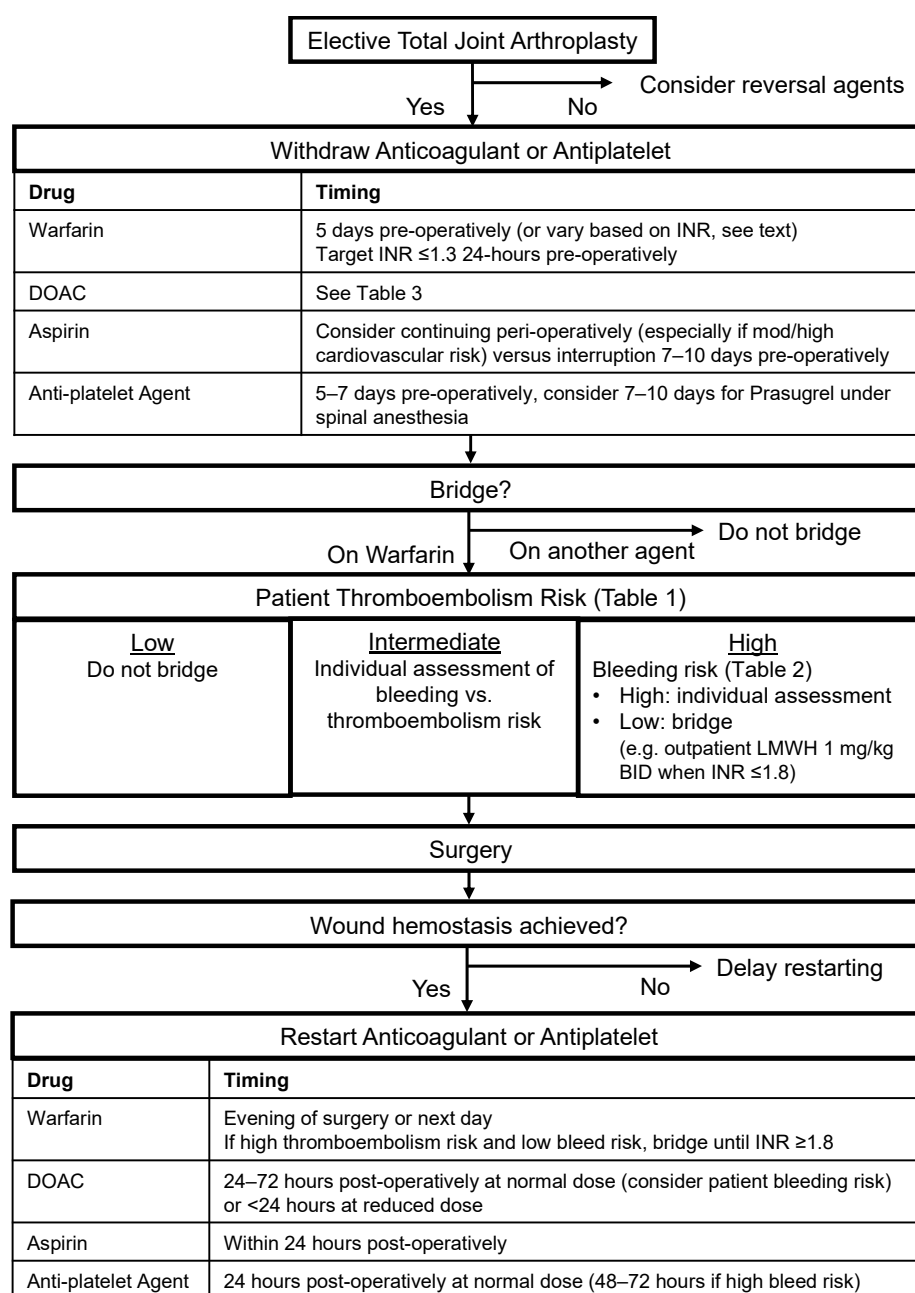 Elective Total Joint Arthroplasty
Consider reversal agents
Yes
No
Withdraw Anticoagulant or Antiplatelet
Drug
Timing
Warfarin
5 days pre-operatively (or vary based on INR, see text)
Target INR ≤1.3 24-hours pre-operatively
DOAC
See Table 3
Aspirin
Consider continuing peri-operatively (especially if mod/high
cardiovascular risk) versus interruption 7–10 days pre-operatively
Anti-platelet Agent
5–7 days pre-operatively, consider 7–10 days for Prasugrel under
spinal anesthesia
Bridge?
Do not bridge
On Warfarin
On another agent
Patient Thromboembolism Risk (Table 1)
Low
Do not bridge
Intermediate
Individual assessment of
bleeding vs.
thromboembolism risk
High
Bleeding risk (Table 2)
• High: individual assessment
• Low: bridge
(e.g. outpatient LMWH 1 mg/kg
BID when INR ≤1.8)
Surgery
Wound hemostasis achieved?
Delay restarting
Yes
No
Restart Anticoagulant or Antiplatelet
Drug
Timing
Warfarin
Evening of surgery or next day
If high thromboembolism risk and low bleed risk, bridge until INR ≥1.8
DOAC
24–72 hours post-operatively at normal dose (consider patient bleeding risk)
or <24 hours at reduced dose
Aspirin
Within 24 hours post-operatively
Anti-platelet Agent
24 hours post-operatively at normal dose (48–72 hours if high bleed risk)